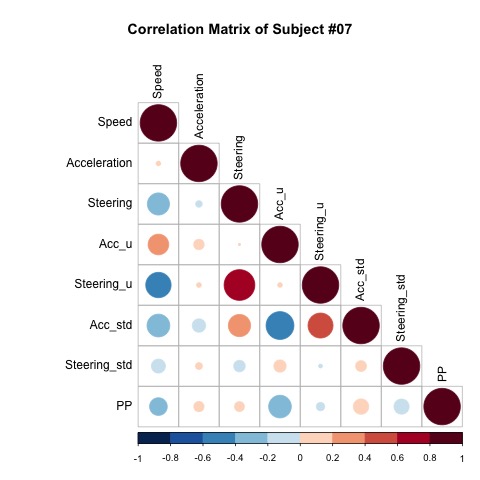 Correlation Matrix of Subject #07
Speed
Acceleration
Steering
Acc_u
Steering_u
Acc_std
Steering_std
PP
Speed
Acceleration
Steering
Acc_u
Steering_u
Acc_std
Steering_std
PP
-1 -0.8 -0.6 -0.4 -0.2 0 0.2 0.4 0.6 0.8 1